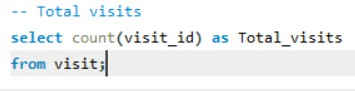 -- Total visits
select count(visit_id) as Total_visits
from visit;